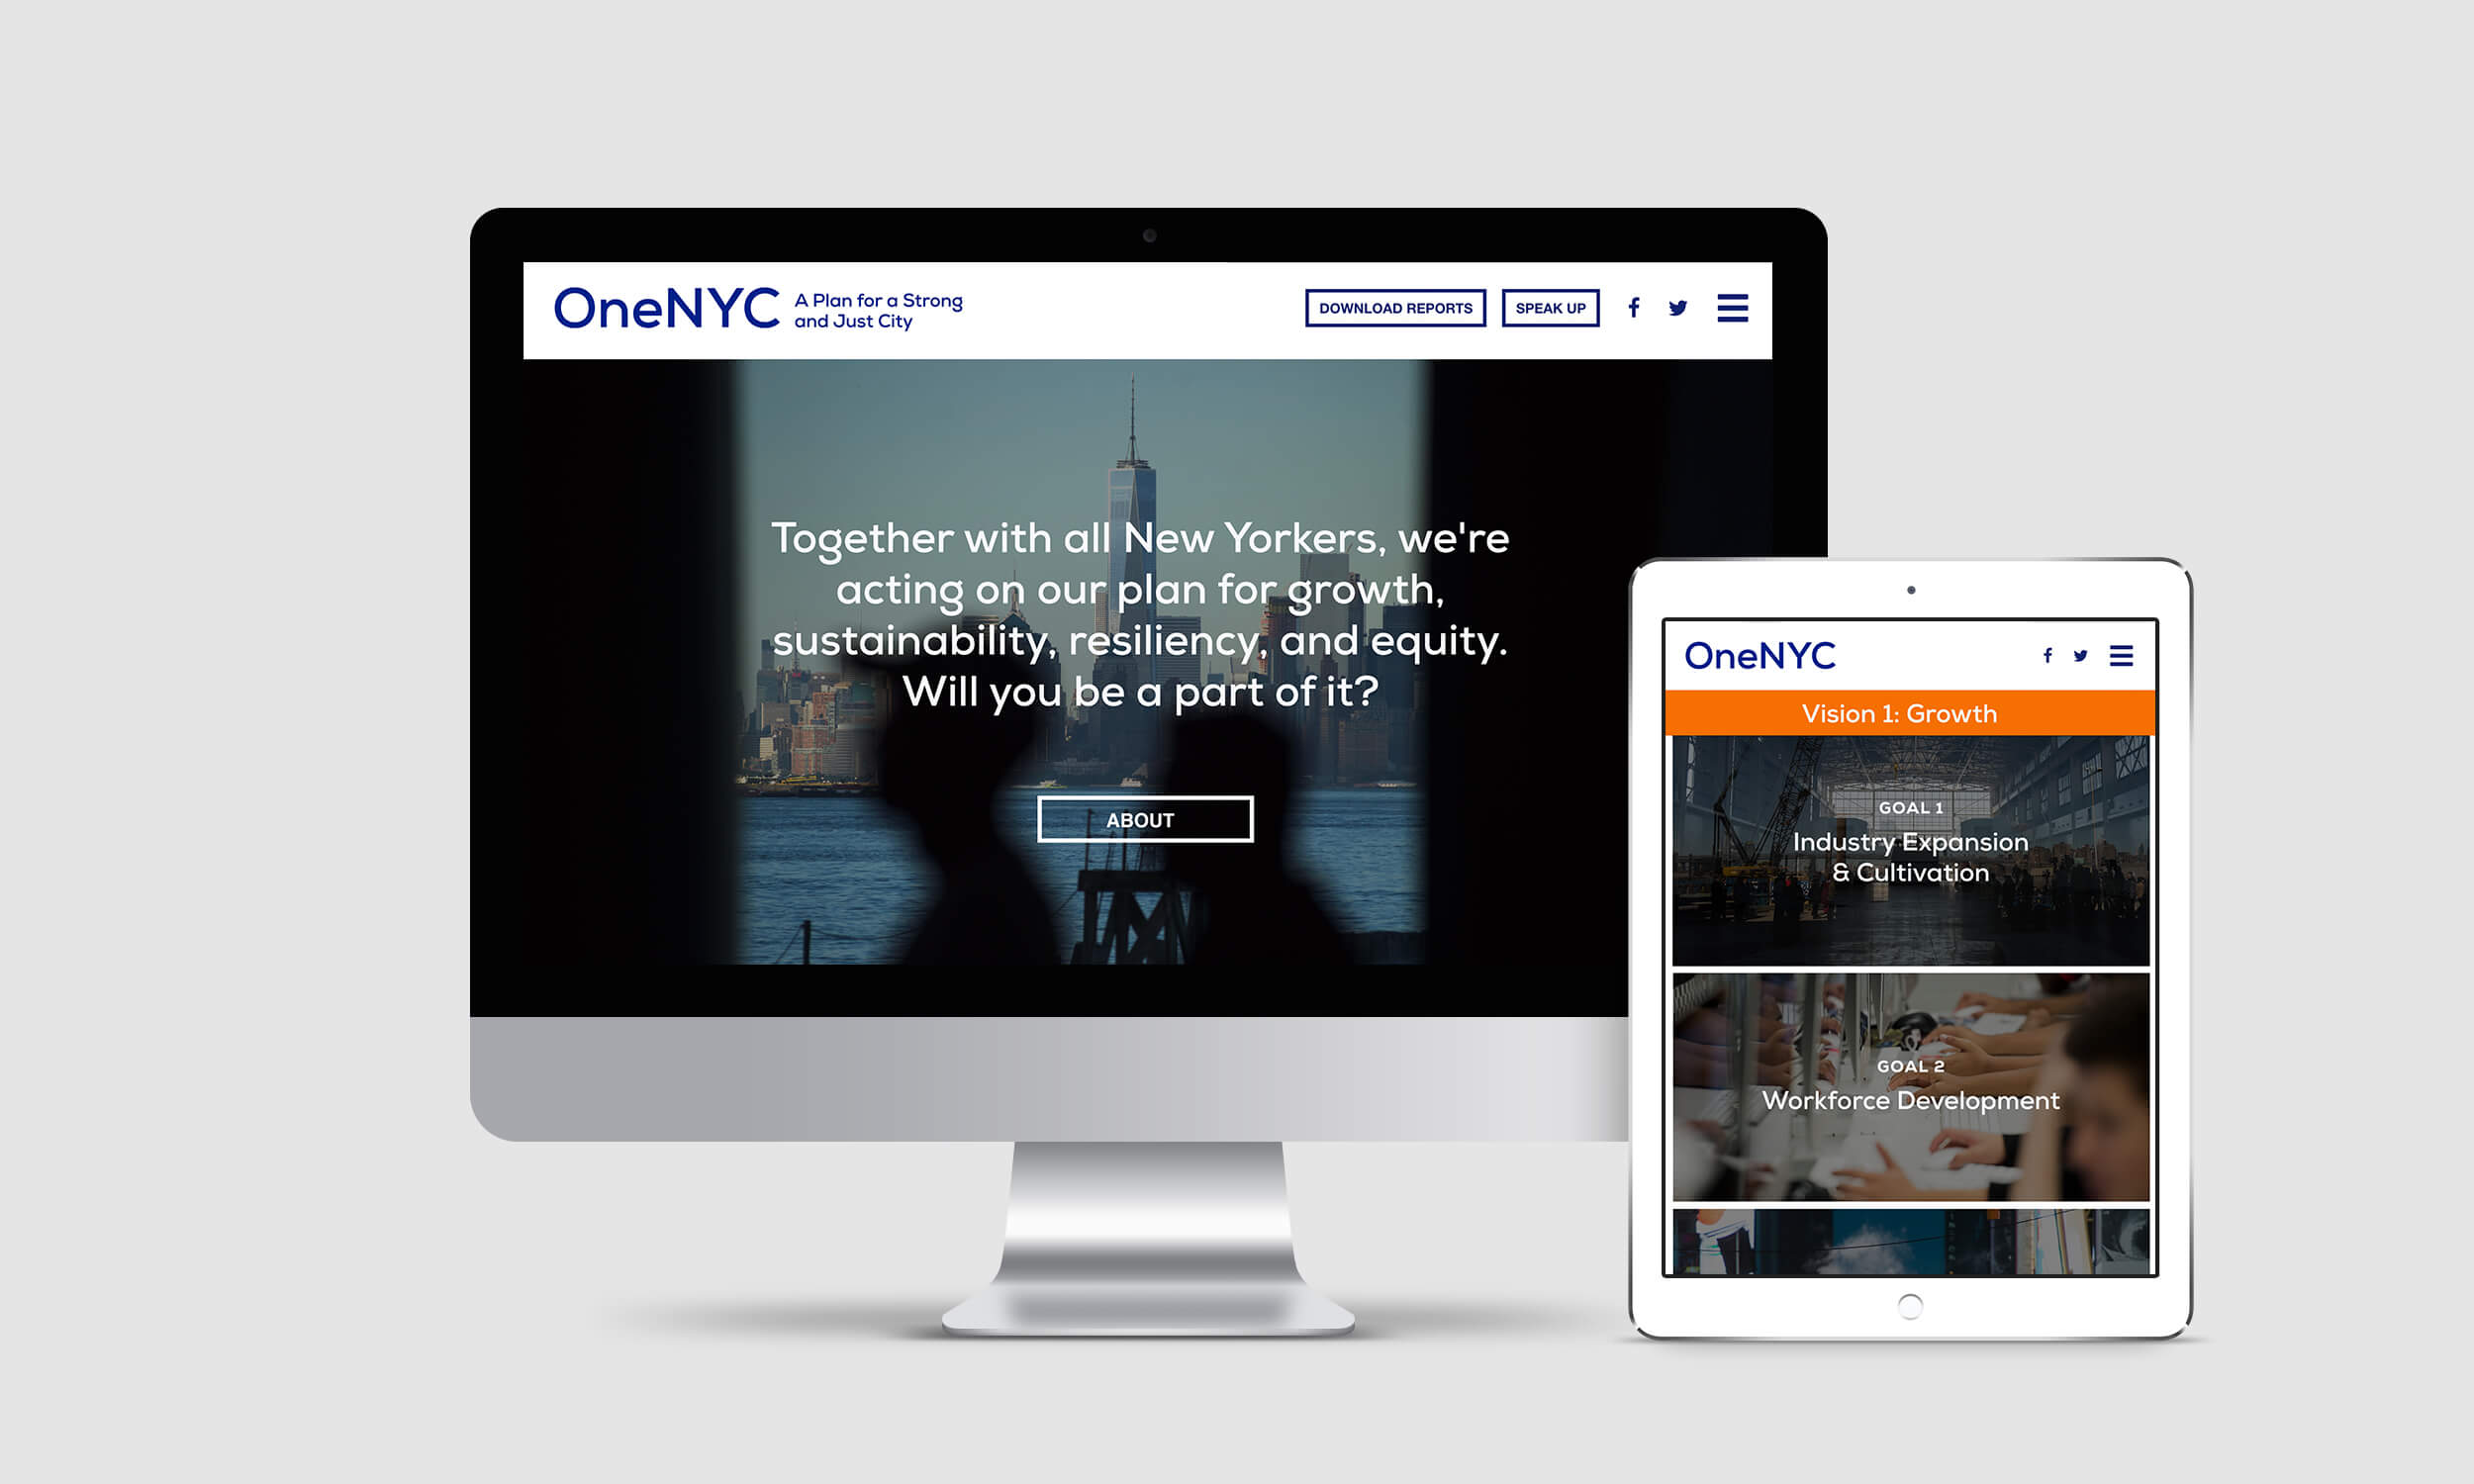 OneNYC
A Plan for a Strong
and Just City
DOWNLOAD REPORTS
SPEAK UP
Together with all New Yorkers, we're
acting on our plan for growth,
sustainability, resiliency, and equity.
Will you be a part of it?
ABOUT
OneNYC
Vision 1: Growth
GOAL 1
Industry Expansion
& Cultivation
GOAL 2
Workforce Development